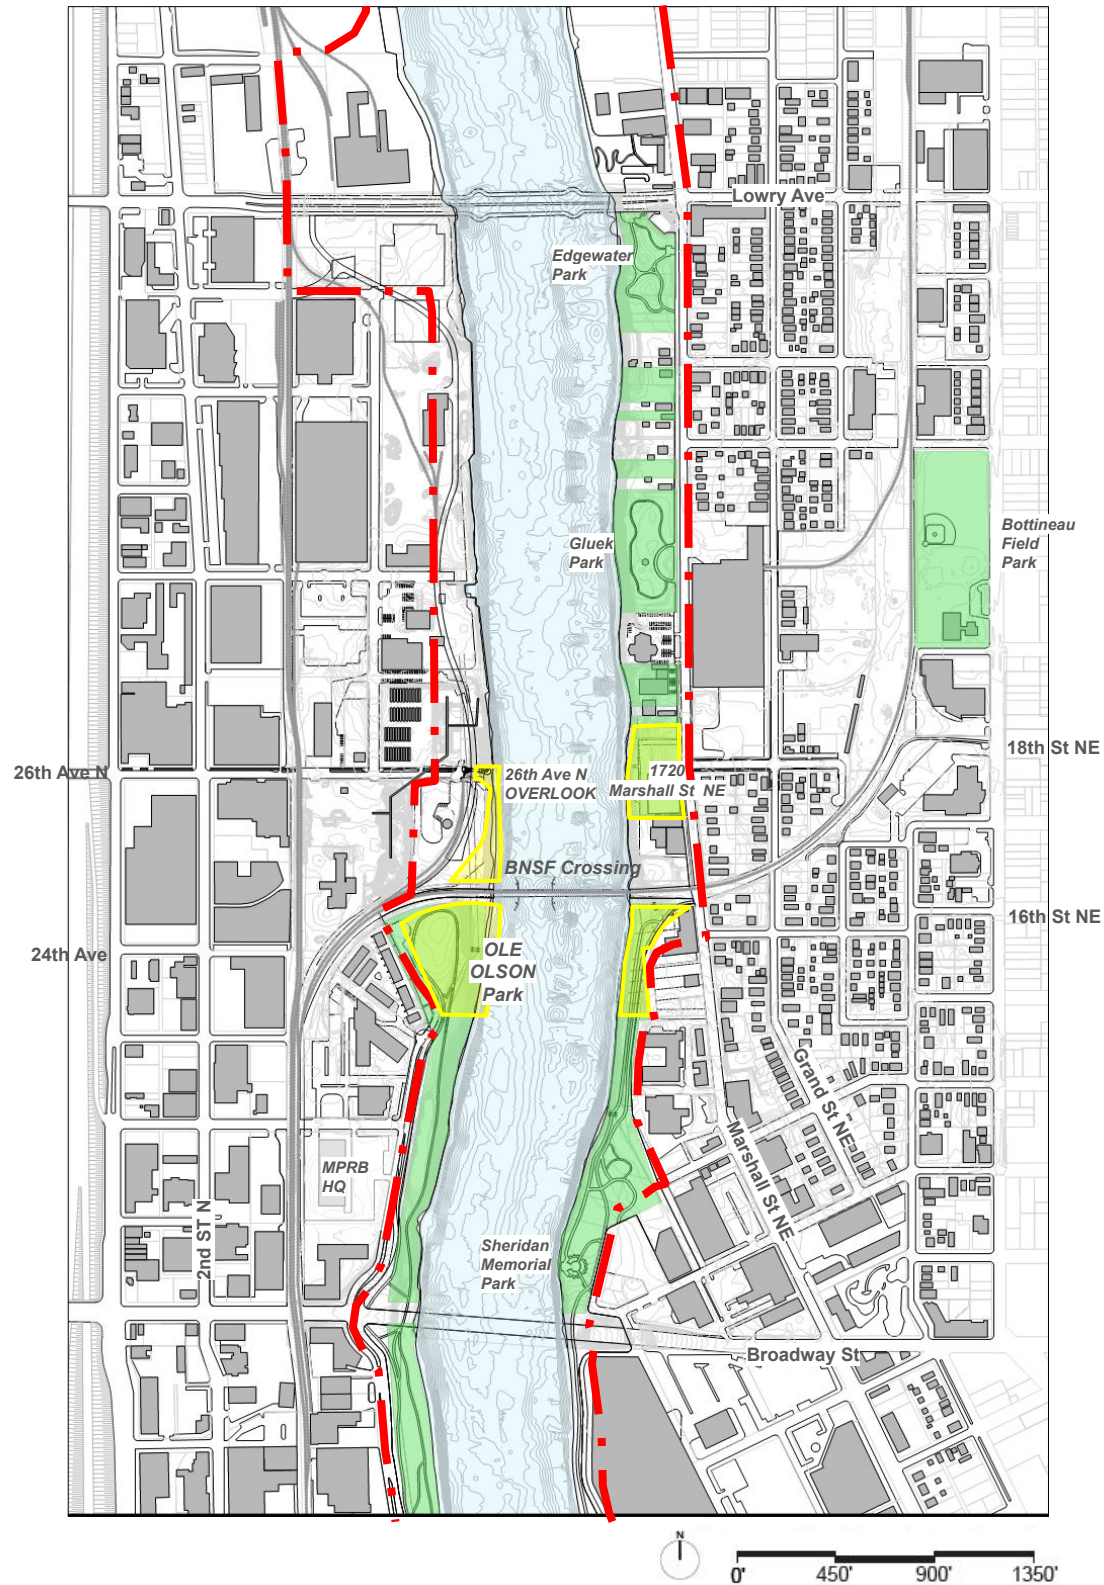 Lowry Ave
Edgewater
Park
Bottineau
Field
Park
Gluek
Park
18th St NE
26th Ave N
26th Ave N
OVERLOOK
1720
Marshall St NE
BNSF Crossing
16th St NE
24th Ave
OLE
OLSON
Park
Grand St NE
Marshall St NE
MPRB
HQ
2nd ST N
Sheridan
Memorial
Park
Broadway St
N
0'
450'
900'
1350'